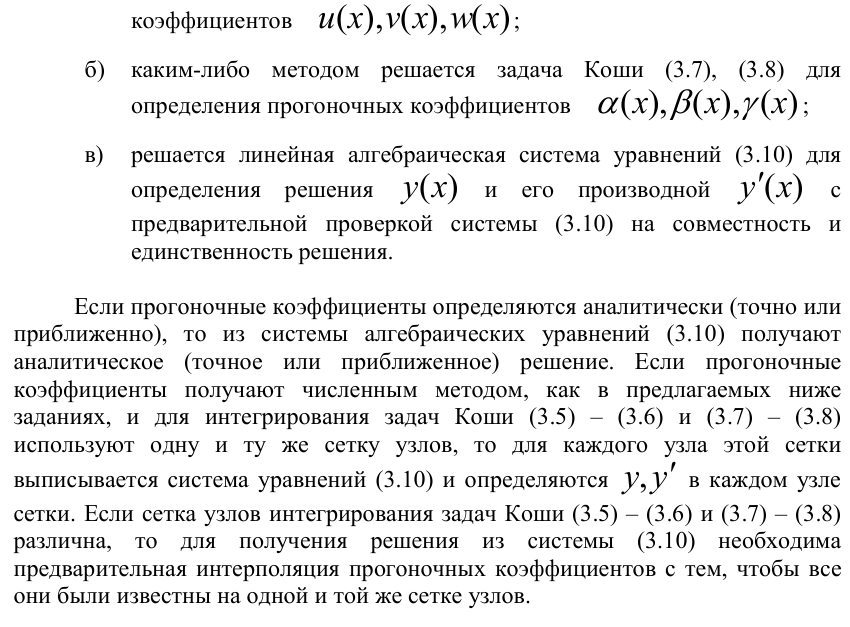 коэффициентов u(x),v(x),w(x);
б) каким-либо методом решается задача Коши (3.7), (3.8) для
определения прогоночных коэффициентов α(x),β(x),γ(x);
в) решается линейная алгебраическая система уравнений (3.10) для
определения решения y(x) и его производной y′(x) с
предварительной проверкой системы (3.10) на совместность и
единственность решения.
Если прогоночные коэффициенты определяются аналитически (точно или
приближенно), то из системы алгебраических уравнений (3.10) получают
аналитическое (точное или приближенное) решение. Если прогоночные
коэффициенты получают численным методом, как в предлагаемых ниже
заданиях, и для интегрирования задач Коши (3.5) – (3.6) и (3.7) – (3.8)
используют одну и ту же сетку узлов, то для каждого узла этой сетки
выписывается система уравнений (3.10) и определяются y,y′ в каждом узле
сетки. Если сетка узлов интегрирования задач Коши (3.5) – (3.6) и (3.7) – (3.8)
различна, то для получения решения из системы (3.10) необходима
предварительная интерполяция прогоночных коэффициентов с тем, чтобы все
они были известны на одной и той же сетке узлов.